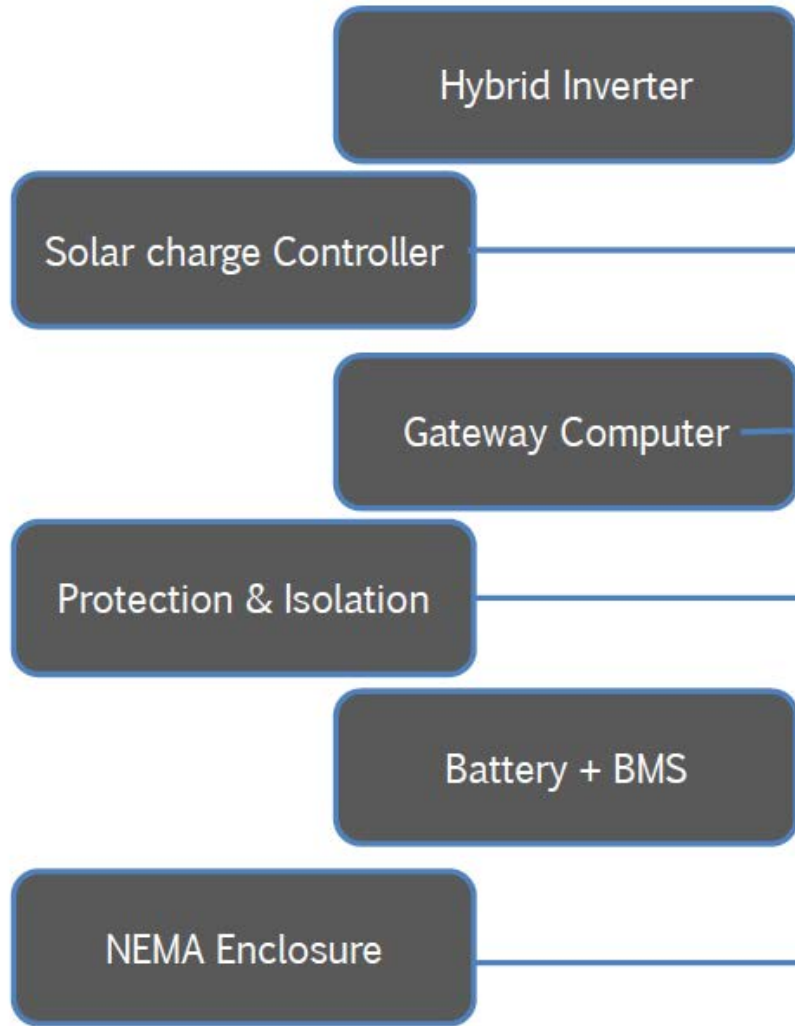 Hybrid Inverter
Solar charge Controller
Gateway Computer
Protection & Isolation
Battery + BMS
NEMA Enclosure